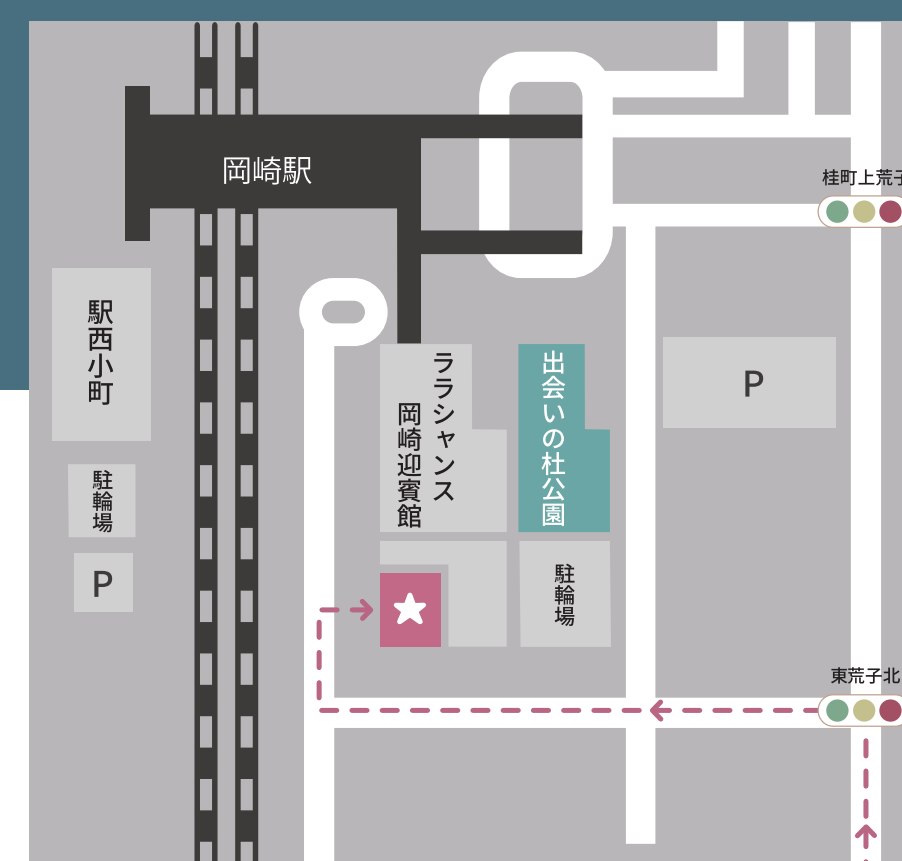 岡崎駅
桂町上荒子
駅西小町
ララシャンス
岡崎迎賓館
出会いの杜公園
P
駐輪場
P
駐輪場
東荒子北